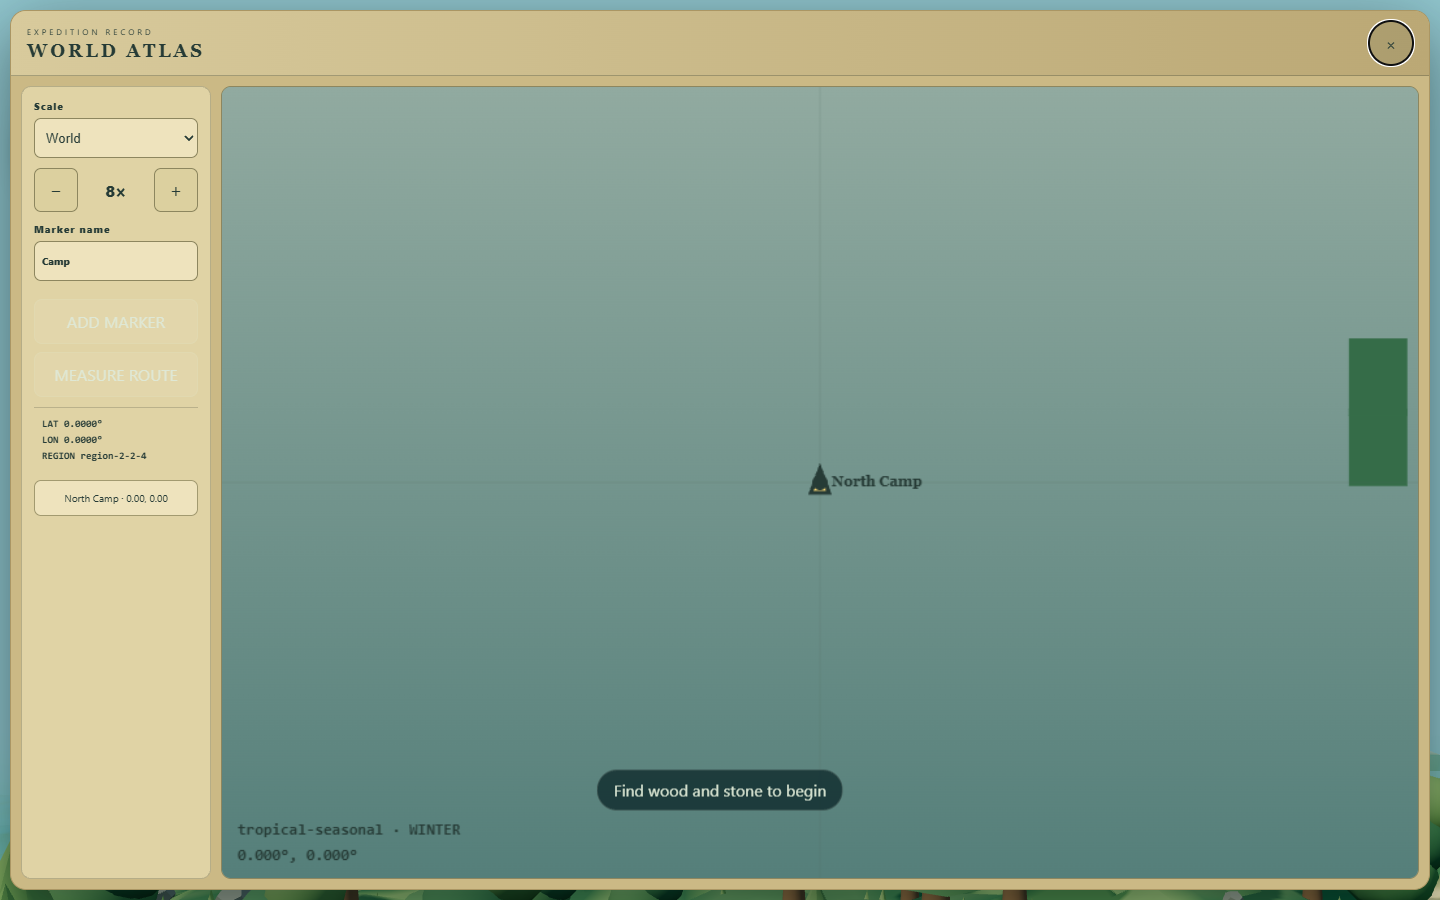 EXPEDITION RECORD
WORLD ATLAS
×
Scale
World
−
8×
+
Marker name
Camp
ADD MARKER
MEASURE ROUTE
LAT 0.0000°
LON 0.0000°
REGION region-2-2-4
North Camp · 0.00, 0.00
North Camp
Find wood and stone to begin
tropical-seasonal · WINTER
0.000°, 0.000°